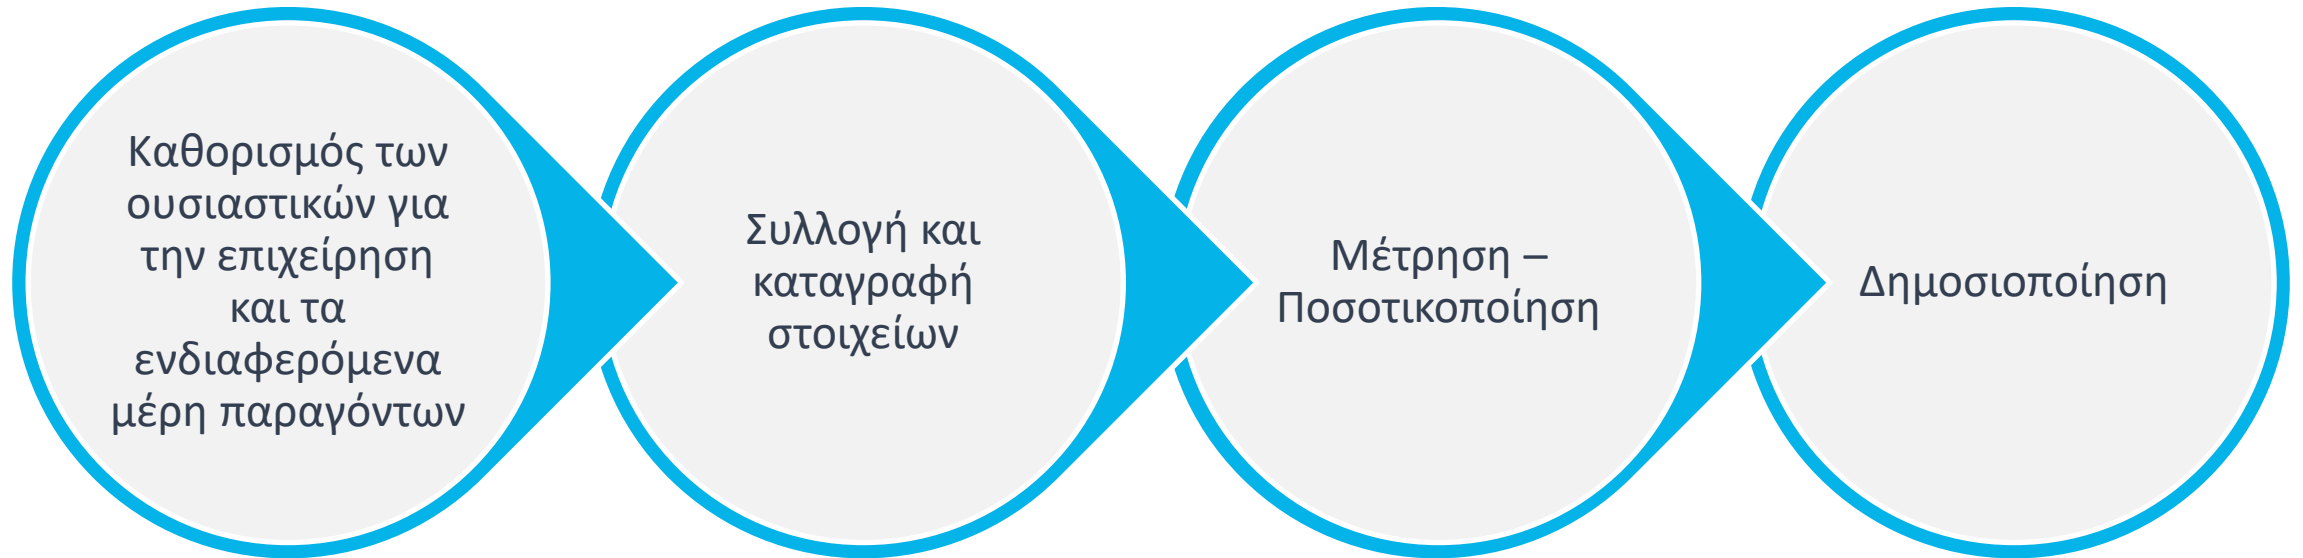 Καθορισμός των
ουσιαστικών για
την επιχείρηση
και τα
ενδιαφερόμενα
μέρη παραγόντων
Συλλογή και
καταγραφή
στοιχείων
Μέτρηση –
Ποσοτικοποίηση
Δημοσιοποίηση